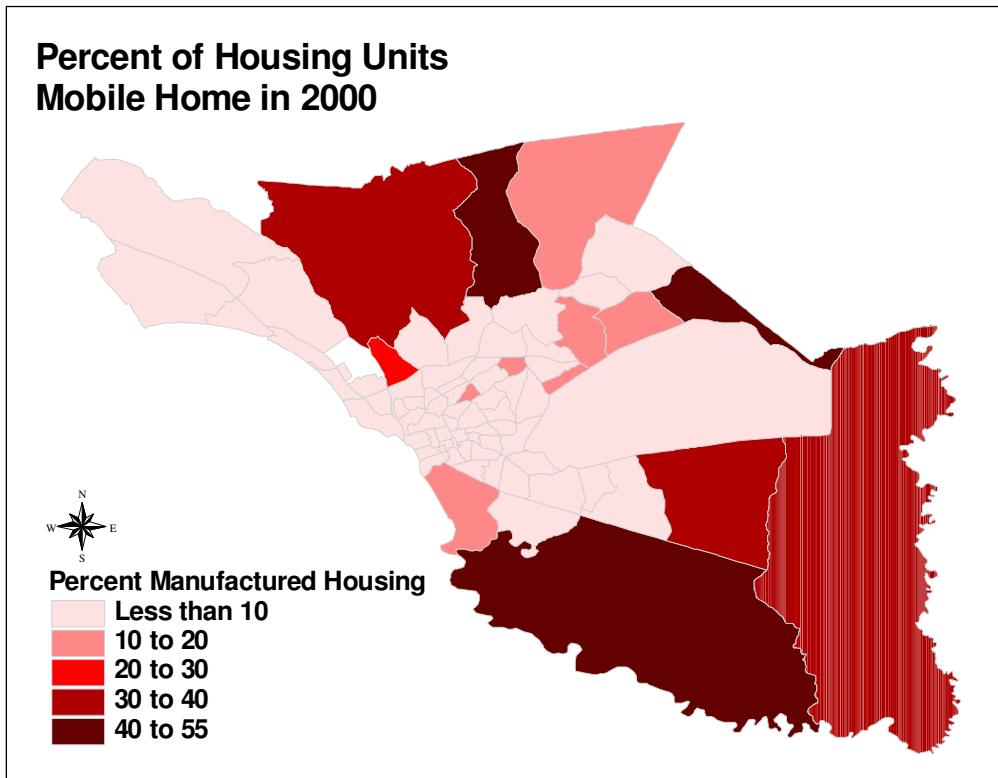 Percent of Housing Units
Mobile Home in 2000
N
W E
S
Percent Manufactured Housing
Less than 10
10 to 20
20 to 30
30 to 40
40 to 55